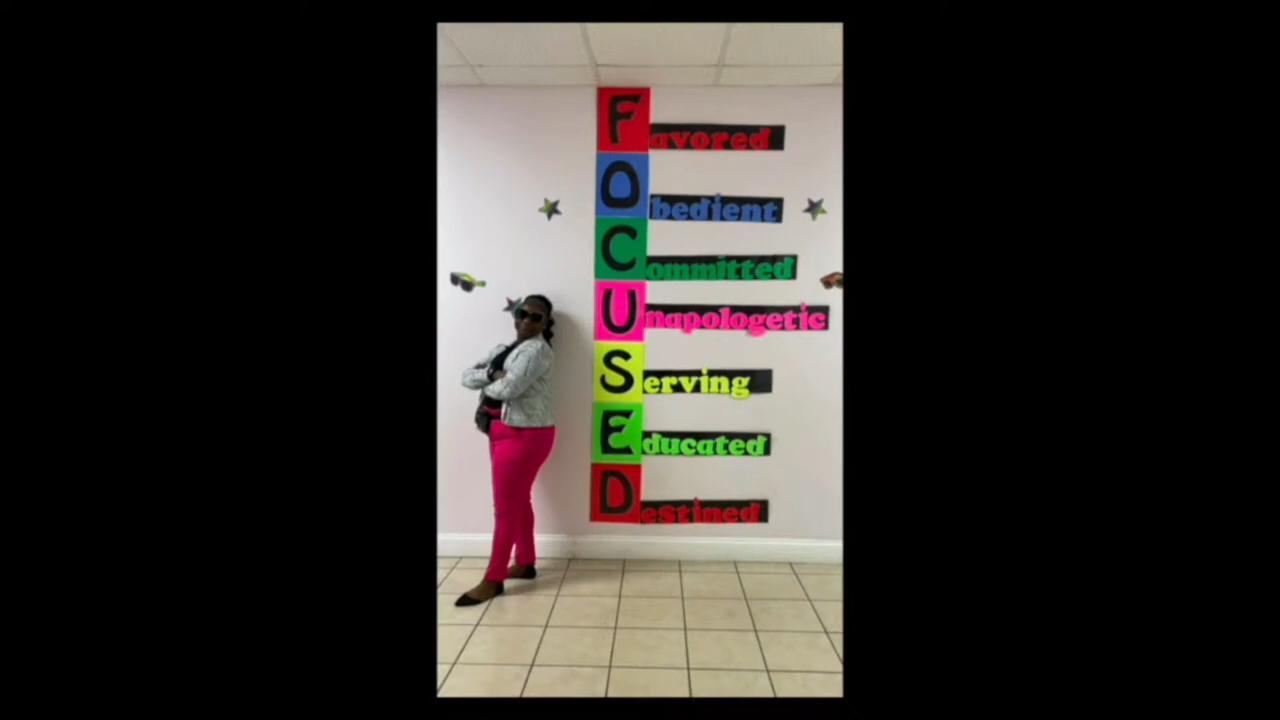 Favored
Obedient
Committed
Unapologetic
Serving
Educated
Destined